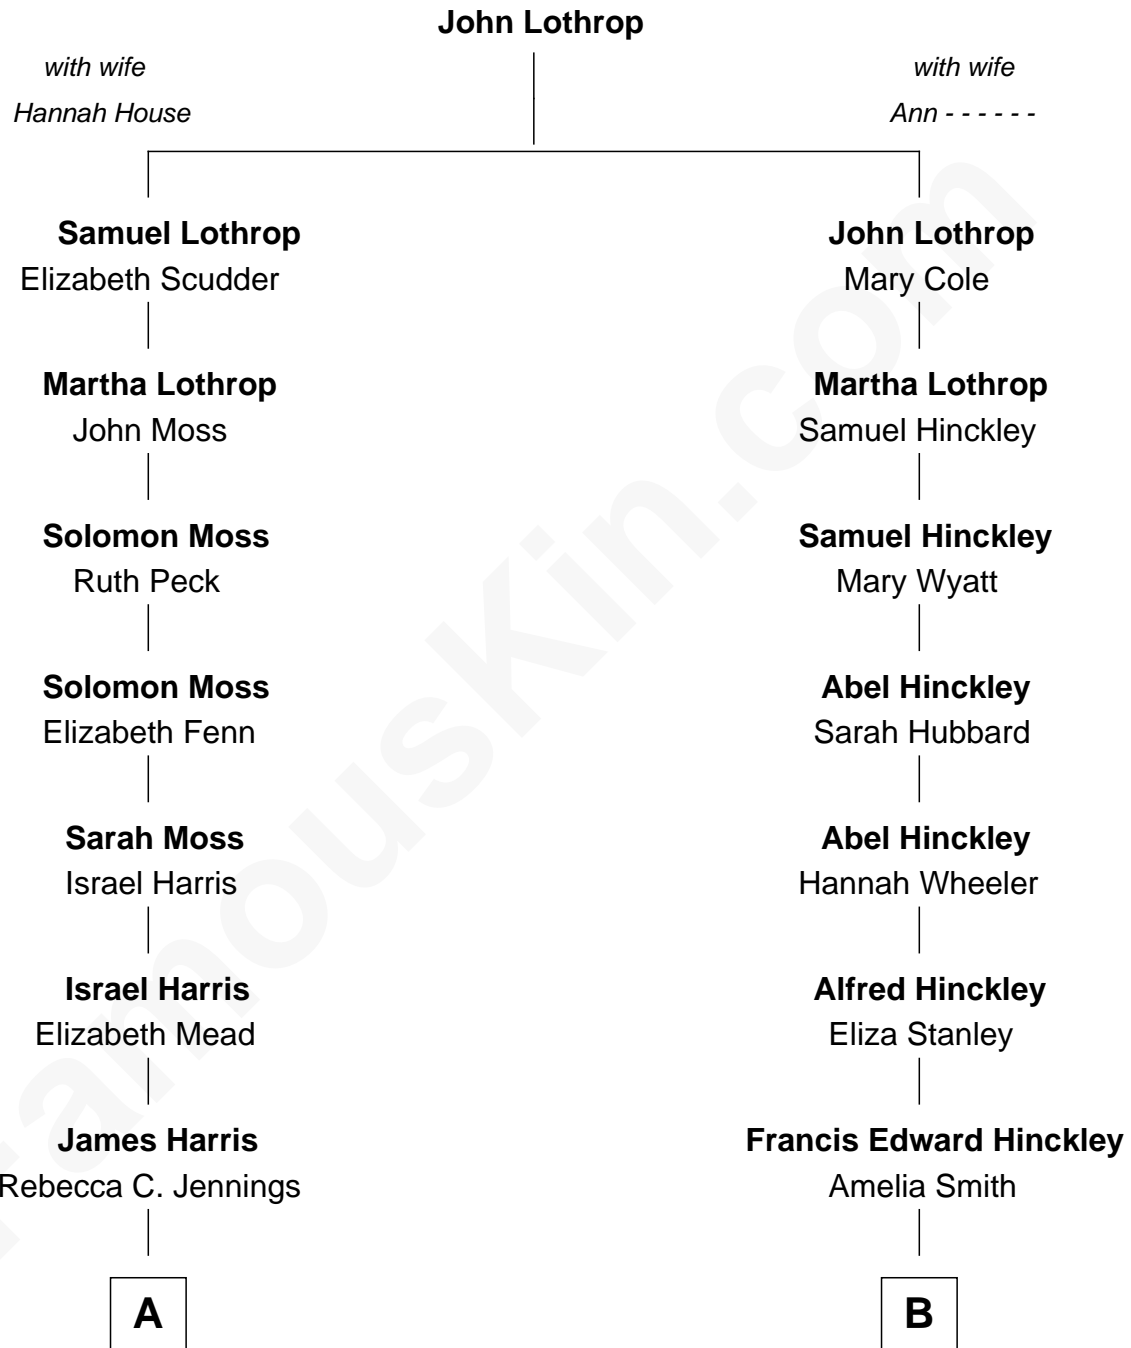 John Lothrop
with wife
Hannah House
with wife
Ann - - - - - -
Samuel Lothrop
Elizabeth Scudder
John Lothrop
Mary Cole
Martha Lothrop
John Moss
Martha Lothrop
Samuel Hinckley
Solomon Moss
Ruth Peck
Samuel Hinckley
Mary Wyatt
Solomon Moss
Elizabeth Fenn
Abel Hinckley
Sarah Hubbard
Sarah Moss
Israel Harris
Abel Hinckley
Hannah Wheeler
Israel Harris
Elizabeth Mead
Alfred Hinckley
Eliza Stanley
James Harris
Rebecca C. Jennings
Francis Edward Hinckley
Amelia Smith
A
B
FamousKin.com